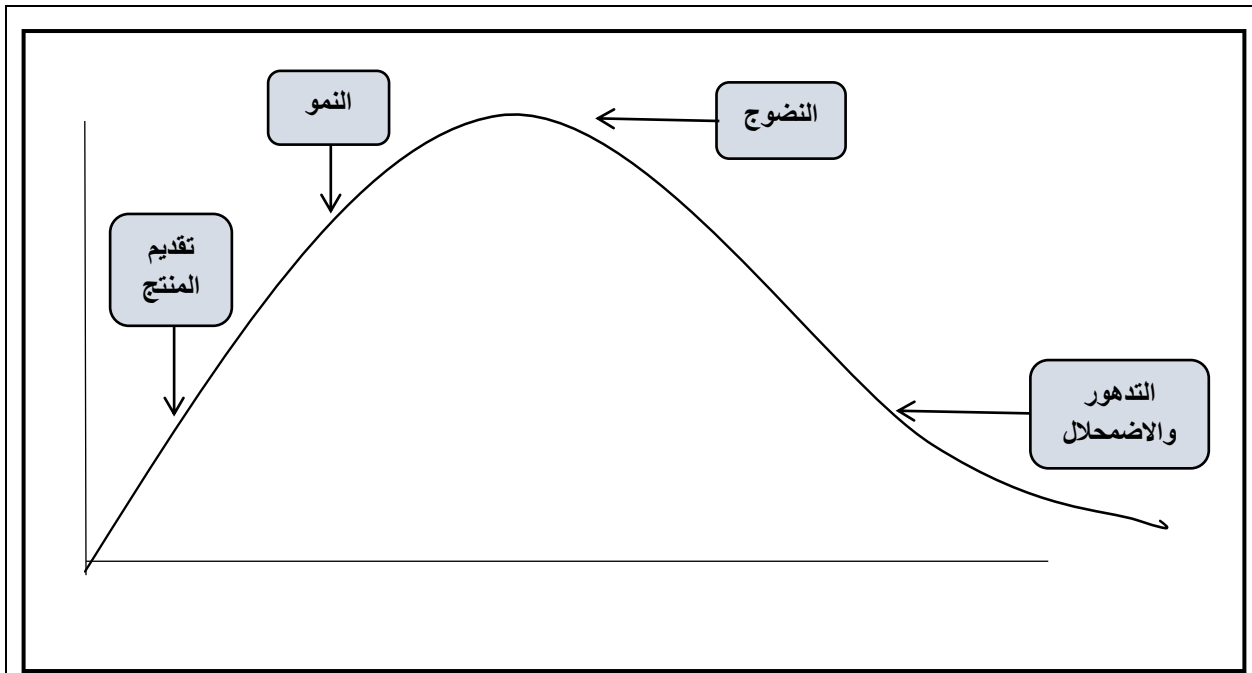 النمو
النضوج
تقديم
المنتج
التدهور
والاضمحلال